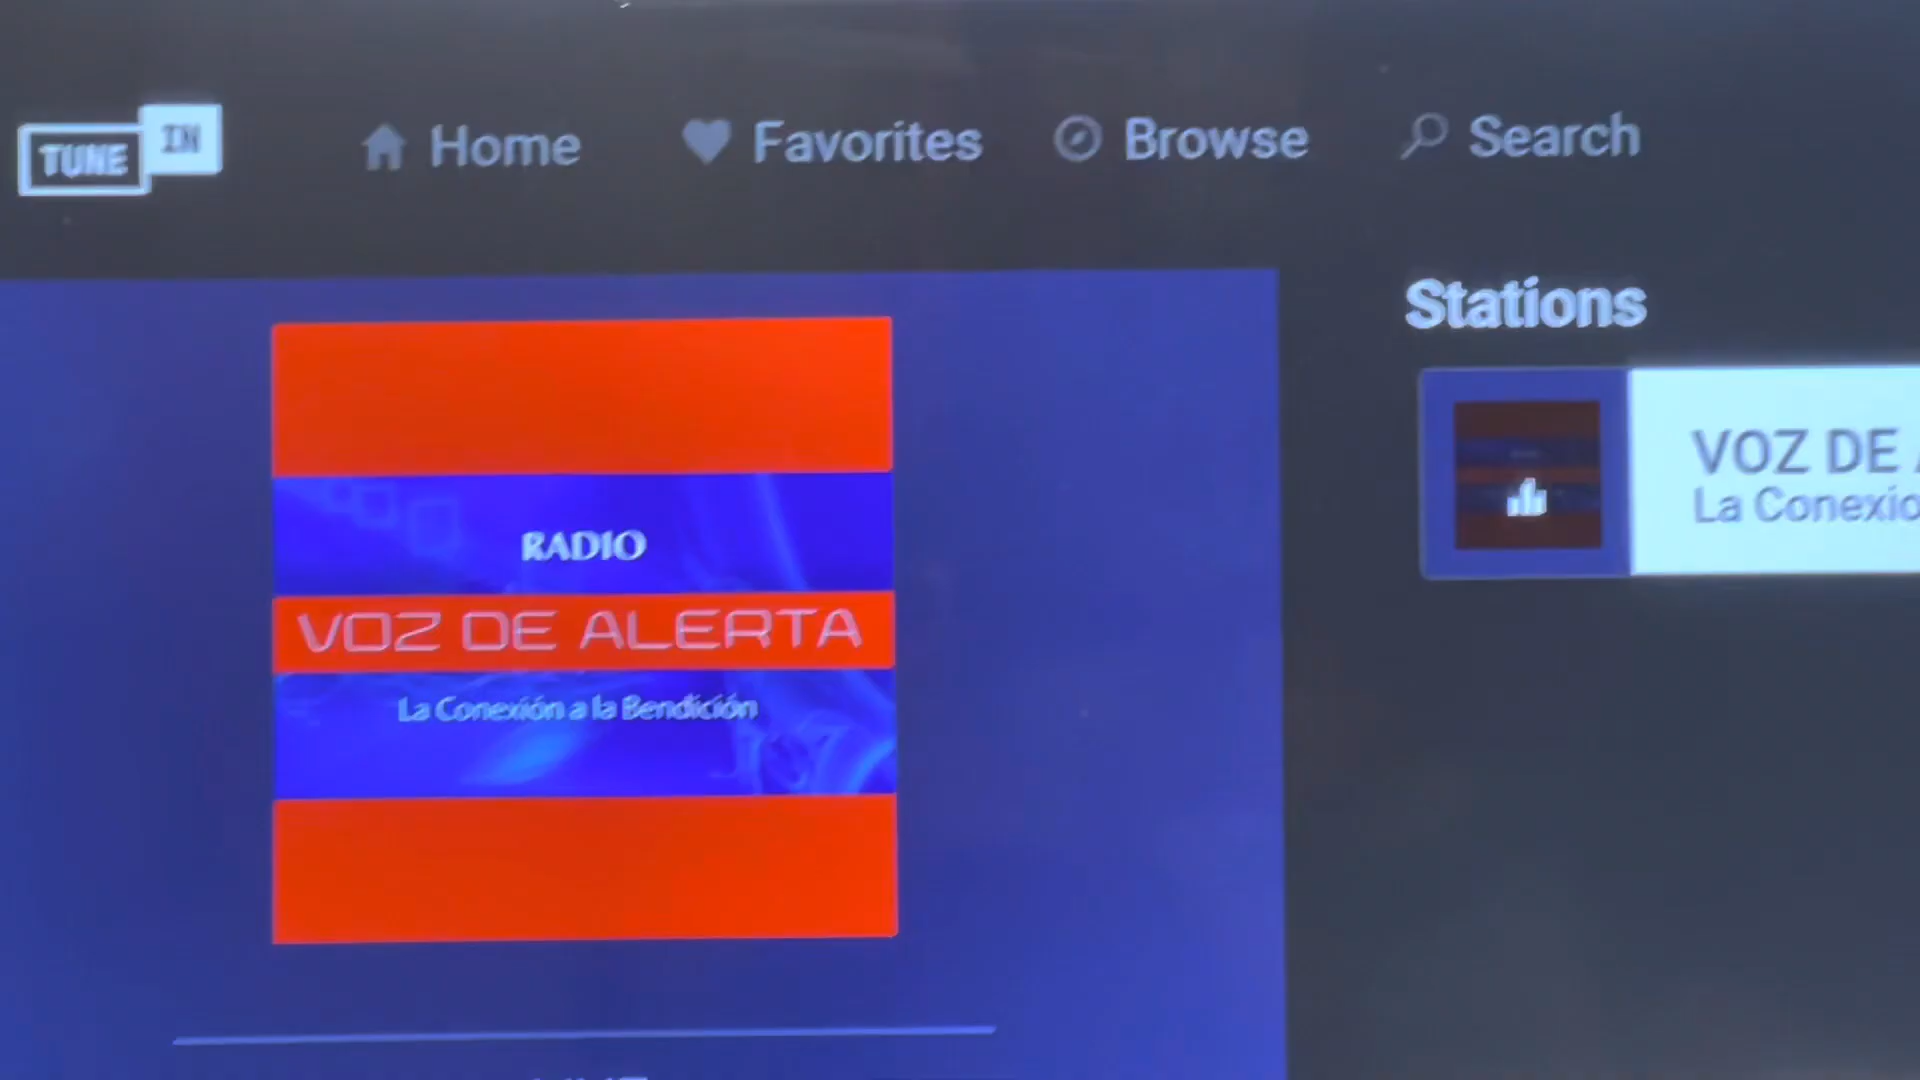 TUNE IN
Home
Favorites
Browse
Search
Stations
RADIO
VOZ DE ALERTA
La Conexión a la Bendición
VOZ DE
La Conexio